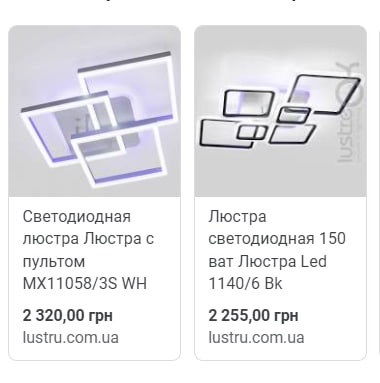 lustreOK
Светодиодная
люстра Люстра с
пультом
MX11058/3S WH
2 320,00 грн
lustru.com.ua
Люстра
светодиодная 150
ват Люстра Led
1140/6 Bk
2 255,00 грн
lustru.com.ua